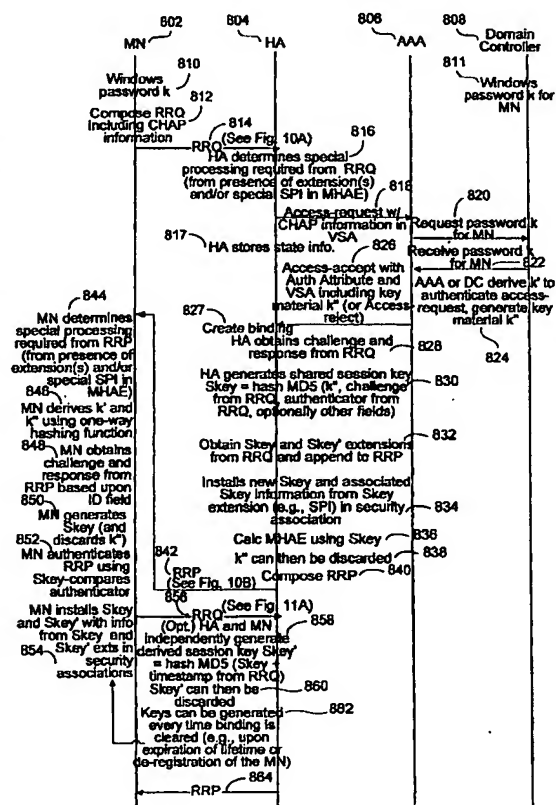 MN 802
804 HA
806 AAA
808 Domain Controller
810
Windows password k
811
Windows password k for MN
812
Compose RRQ including CHAP information
814
RRQ (See Fig. 10A)
816
HA determines special processing required from RRQ (from presence of extension(s) and/or special SPI in MHAE)
818
Access-request w/ CHAP information in VSA
817
HA stores state info.
820
Request password k for MN
Receive password k for MN 822
826
Access-accept with Auth Attribute and VSA including key material k" (or Access-reject)
AAA or DC derive k' to authenticate access-request, generate key material k"
824
827
Create binding
HA obtains challenge and response from RRQ 828
HA generates shared session key Skey = hash MD5 (k", challenge from RRQ, authenticator from RRQ, optionally other fields) 830
Obtain Skey and Skey' extensions from RRQ and append to RRP 832
Installs new Skey and associated Skey information from Skey extension (e.g., SPI) in security association 834
Calc MHAE using Skey 836
k" can then be discarded 838
Compose RRP 840
842
RRP
(See Fig. 10B)
844
MN determines special processing required from RRP (from presence of extension(s) and/or special SPI in MHAE)
846
MN derives k' and k" using one-way hashing function
848
MN obtains challenge and response from RRP based upon ID field
850
MN generates Skey (and discards k")
852
MN authenticates RRP using Skey-compares authenticator
MN installs Skey and Skey' with info from Skey and Skey' exts in security associations
854
856
RRQ (See Fig. 11A)
(Opt.) HA and MN Independently generate derived session key Skey' = hash MD5 (Skey + timestamp from RRQ) 858
Skey' can then be discarded 860
Keys can be generated every time binding is cleared (e.g., upon expiration of lifetime or de-registration of the MN) 882
RRP 864